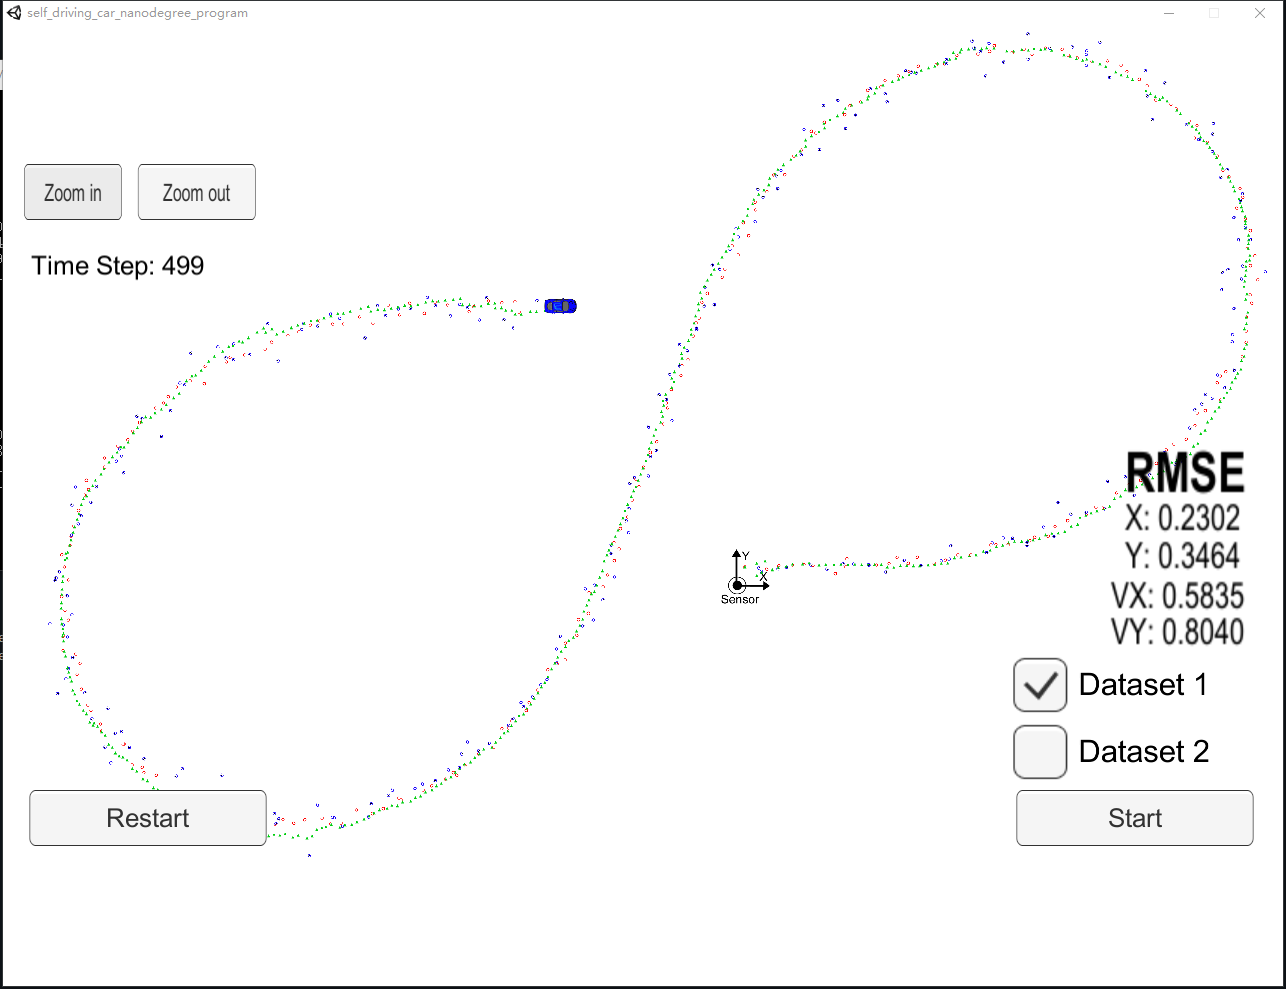 self_driving_car_nanodegree_program
Zoom in
Zoom out
Time Step: 499
RMSE
X: 0.2302
Y: 0.3464
VX: 0.5835
VY: 0.8040
Y
X
Sensor
Dataset 1
Dataset 2
Restart
Start